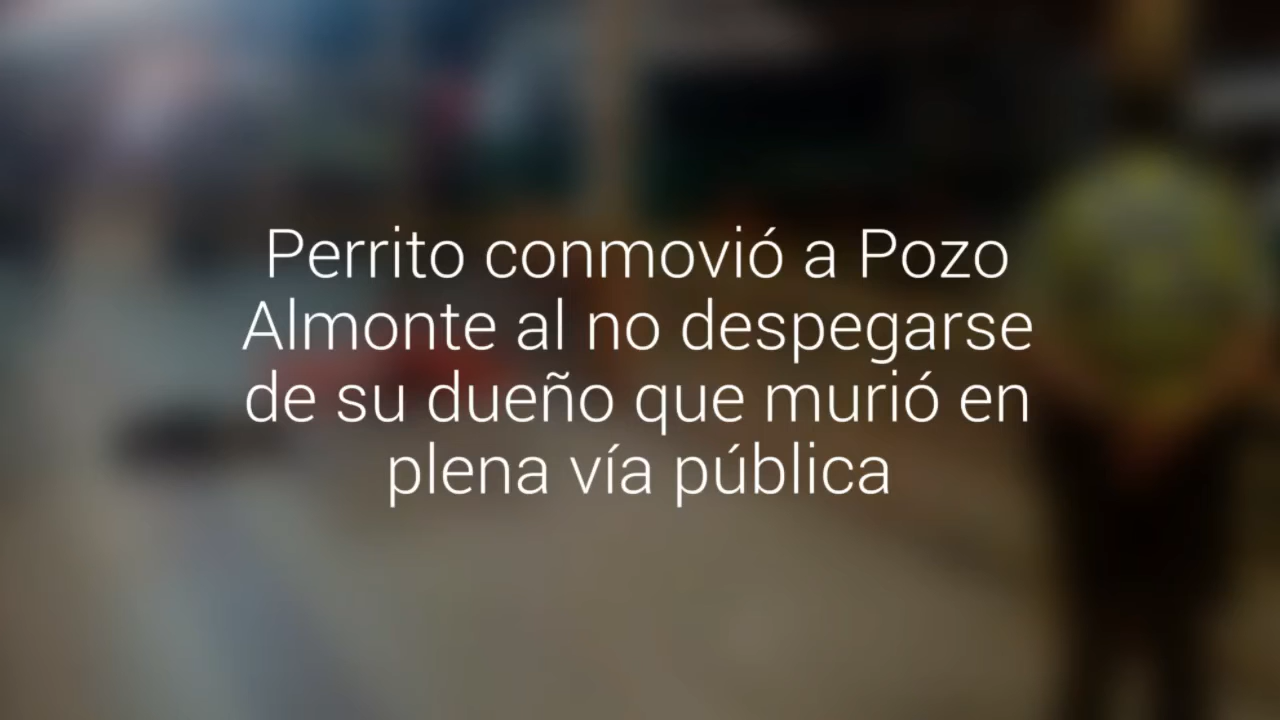 Perrito conmovió a Pozo
Almonte al no despegarse
de su dueño que murió en
plena vía pública